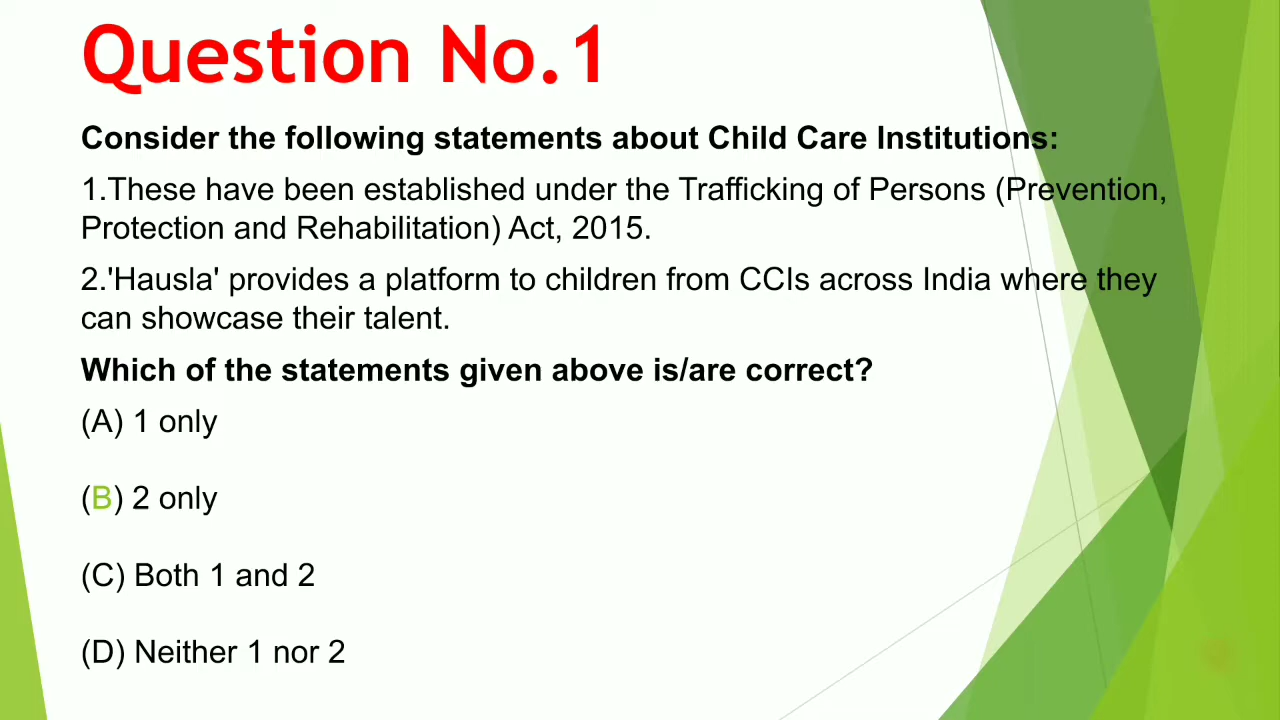 Question No.1
Consider the following statements about Child Care Institutions:
1.These have been established under the Trafficking of Persons (Prevention,
Protection and Rehabilitation) Act, 2015.
2.'Hausla' provides a platform to children from CCIs across India where they
can showcase their talent.
Which of the statements given above is/are correct?
(A) 1 only
(B) 2 only
(C) Both 1 and 2
(D) Neither 1 nor 2